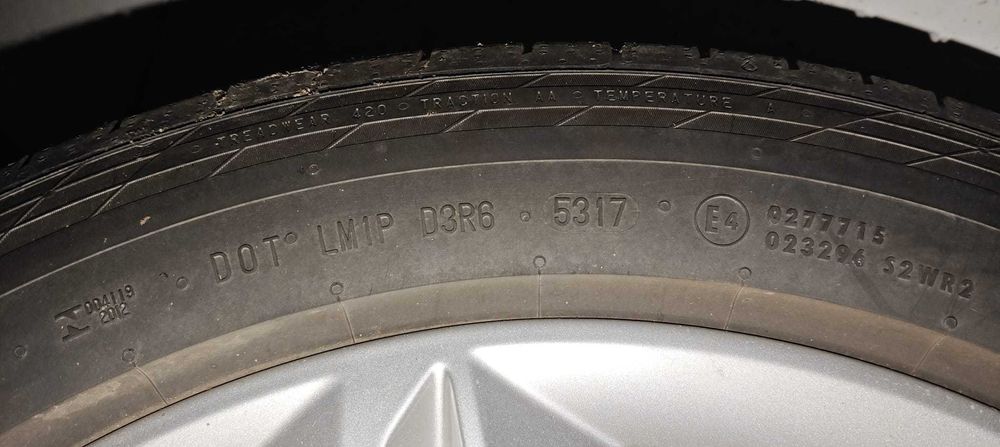 TREADWEAR 420 TRACTION AA TEMPERATURE A
DOT LM1P D3R6 5317 E4 0277715
023296 S2WR2
N 004119
2012